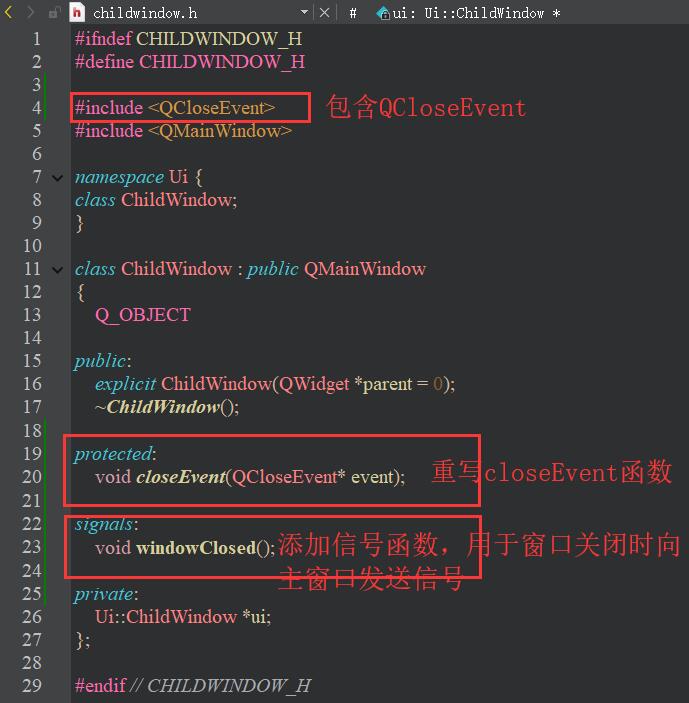 childwindow.h # ui: Ui::ChildWindow *
1 #ifndef CHILDWINDOW_H
2 #define CHILDWINDOW_H
3
4 #include <QCloseEvent> 包含QCloseEvent
5 #include <QMainWindow>
6
7 namespace Ui {
8 class ChildWindow;
9 }
10
11 class ChildWindow : public QMainWindow
12 {
13 Q_OBJECT
14
15 public:
16 explicit ChildWindow(QWidget *parent = 0);
17 ~ChildWindow();
18
19 protected:
20 void closeEvent(QCloseEvent* event); 重写closeEvent函数
21
22 signals:
23 void windowClosed(); 添加信号函数，用于窗口关闭时向
24 主窗口发送信号
25 private:
26 Ui::ChildWindow *ui;
27 };
28
29 #endif // CHILDWINDOW_H